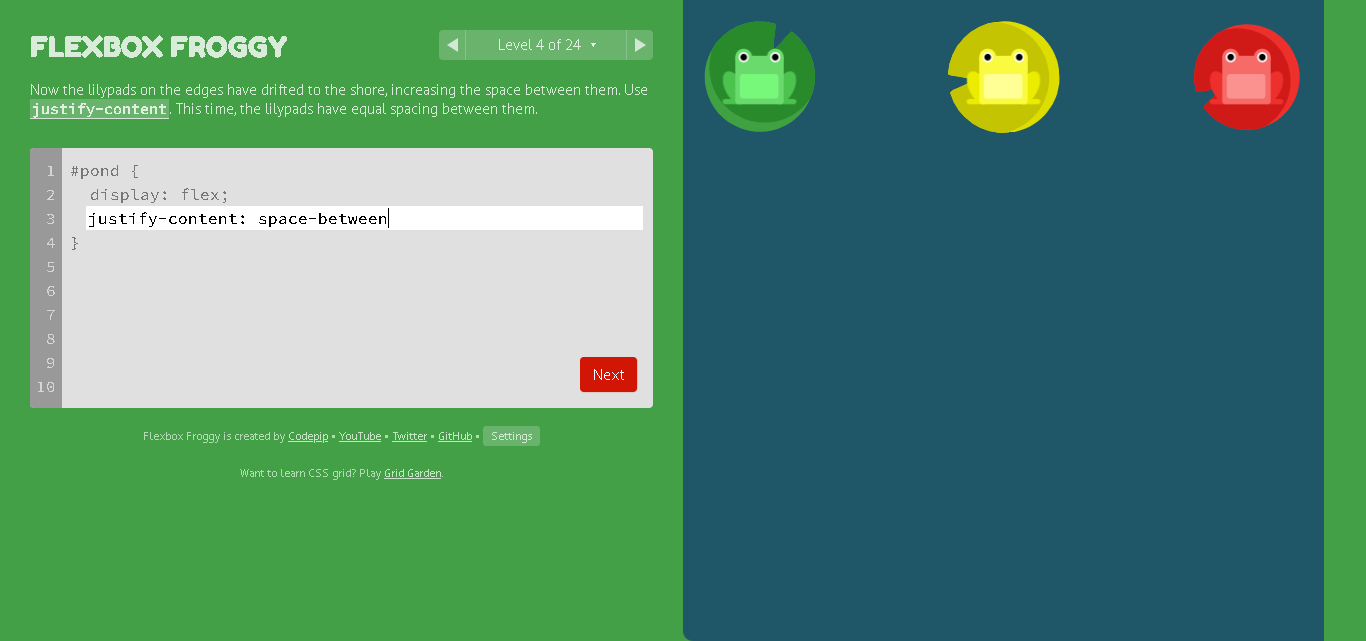 FLEXBOX FROGGY
Level 4 of 24 ▾
Now the lilypads on the edges have drifted to the shore, increasing the space between them. Use
justify-content. This time, the lilypads have equal spacing between them.
1 #pond {
2   display: flex;
3   justify-content: space-between
4 }
5
6
7
8
9
10
Next
Flexbox Froggy is created by Codepip • YouTube • Twitter • GitHub • Settings
Want to learn CSS grid? Play Grid Garden.